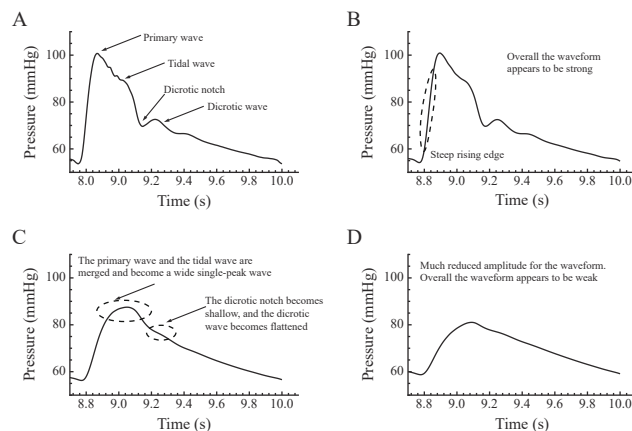 A
Pressure (mmHg)
100
80
60
Primary wave
Tidal wave
Dicrotic notch
Dicrotic wave
8.8 9.0 9.2 9.4 9.6 9.8 10.0
Time (s)
B
Pressure (mmHg)
100
80
60
Overall the waveform
appears to be strong
Steep rising edge
8.8 9.0 9.2 9.4 9.6 9.8 10.0
Time (s)
C
Pressure (mmHg)
100
80
60
The primary wave and the tidal wave are
merged and become a wide single-peak wave
The dicrotic notch becomes
shallow, and the dicrotic
wave becomes flattened
8.8 9.0 9.2 9.4 9.6 9.8 10.0
Time (s)
D
Pressure (mmHg)
100
80
60
Much reduced amplitude for the waveform.
Overall the waveform appears to be weak
8.8 9.0 9.2 9.4 9.6 9.8 10.0
Time (s)